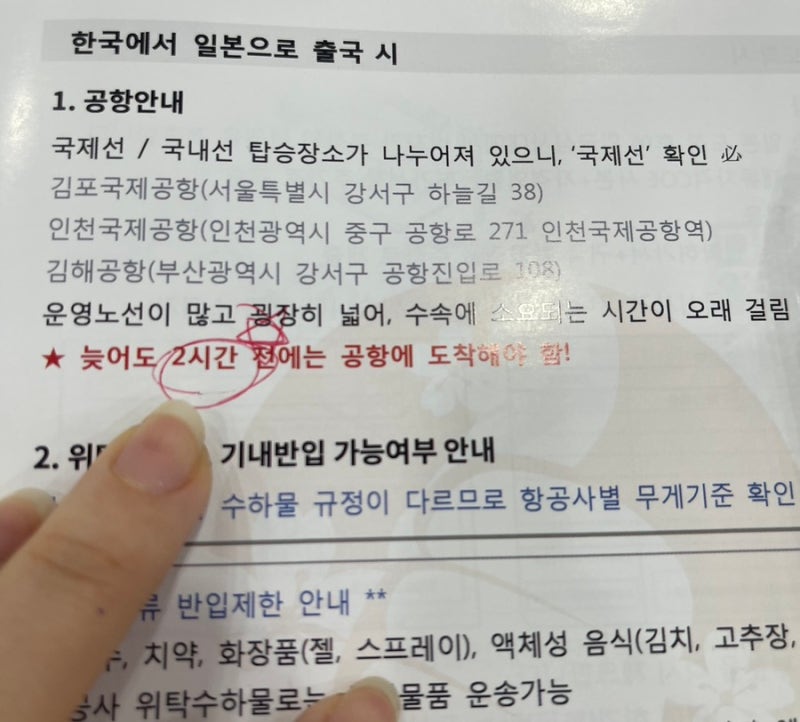 한국에서 일본으로 출국 시
1. 공항안내
국제선 / 국내선 탑승장소가 나누어져 있으니, ‘국제선’ 확인 必
김포국제공항(서울특별시 강서구 하늘길 38)
인천국제공항(인천광역시 중구 공항로 271 인천국제공항역)
김해공항(부산광역시 강서구 공항진입로 108)
운영노선이 많고 굉장히 넓어, 수속에 소요되는 시간이 오래 걸림
★ 늦어도 2시간 전에는 공항에 도착해야 함!
2. 기내반입 가능여부 안내
수하물 규정이 다르므로 항공사별 무게기준 확인
반입제한 안내 **
치약, 화장품(젤, 스프레이), 액체성 음식(김치, 고추장,
위탁수하물로는 물품 운송가능